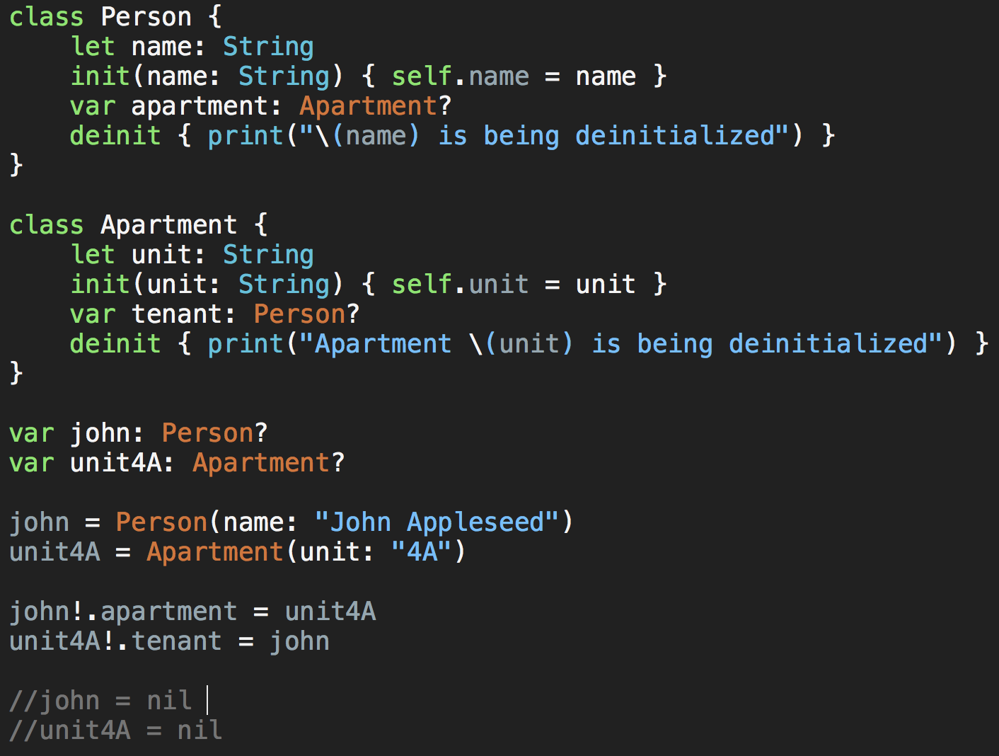 class Person {
    let name: String
    init(name: String) { self.name = name }
    var apartment: Apartment?
    deinit { print("\(name) is being deinitialized") }
}

class Apartment {
    let unit: String
    init(unit: String) { self.unit = unit }
    var tenant: Person?
    deinit { print("Apartment \(unit) is being deinitialized") }
}

var john: Person?
var unit4A: Apartment?

john = Person(name: "John Appleseed")
unit4A = Apartment(unit: "4A")

john!.apartment = unit4A
unit4A!.tenant = john

//john = nil
//unit4A = nil